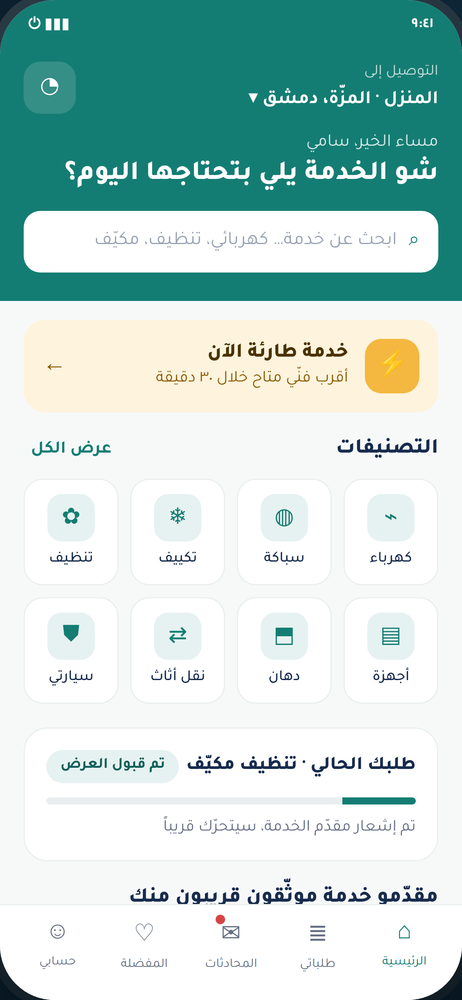 ٩:٤١
التوصيل إلى
المنزل · المزّة، دمشق ▾
مساء الخير، سامي
شو الخدمة يلي بتحتاجها اليوم؟
ابحث عن خدمة... كهربائي، تنظيف، مكيّف
خدمة طارئة الآن
أقرب فنّي متاح خلال ٣٠ دقيقة
التصنيفات
عرض الكل
كهرباء
سباكة
تكييف
تنظيف
أجهزة
دهان
نقل أثاث
سيارتي
طلبك الحالي · تنظيف مكيّف
تم قبول العرض
تم إشعار مقدّم الخدمة، سيتحرّك قريباً
مقدّمو خدمة موثّقون قريبون منك
الرئيسية
طلباتي
المحادثات
المفضلة
حسابي